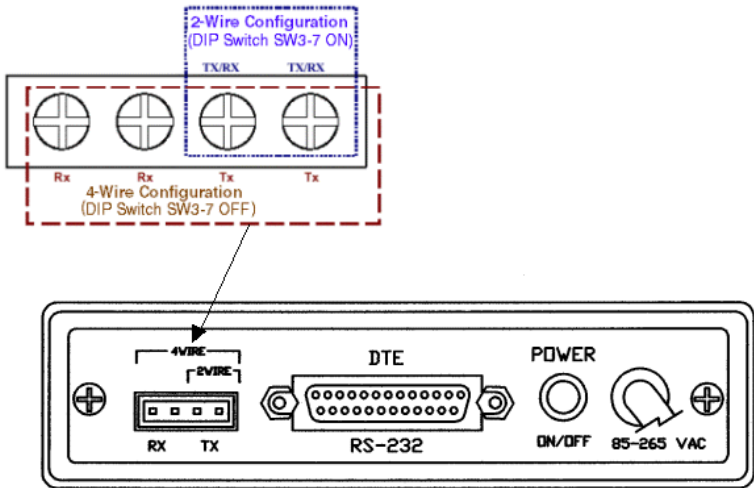 2-Wire Configuration
(DIP Switch SW3-7 ON)
TX/RX TX/RX
Rx Rx Tx Tx
4-Wire Configuration
(DIP Switch SW3-7 OFF)
4WIRE
2WIRE
RX TX
DTE
RS-232
POWER
ON/OFF
85-265 VAC